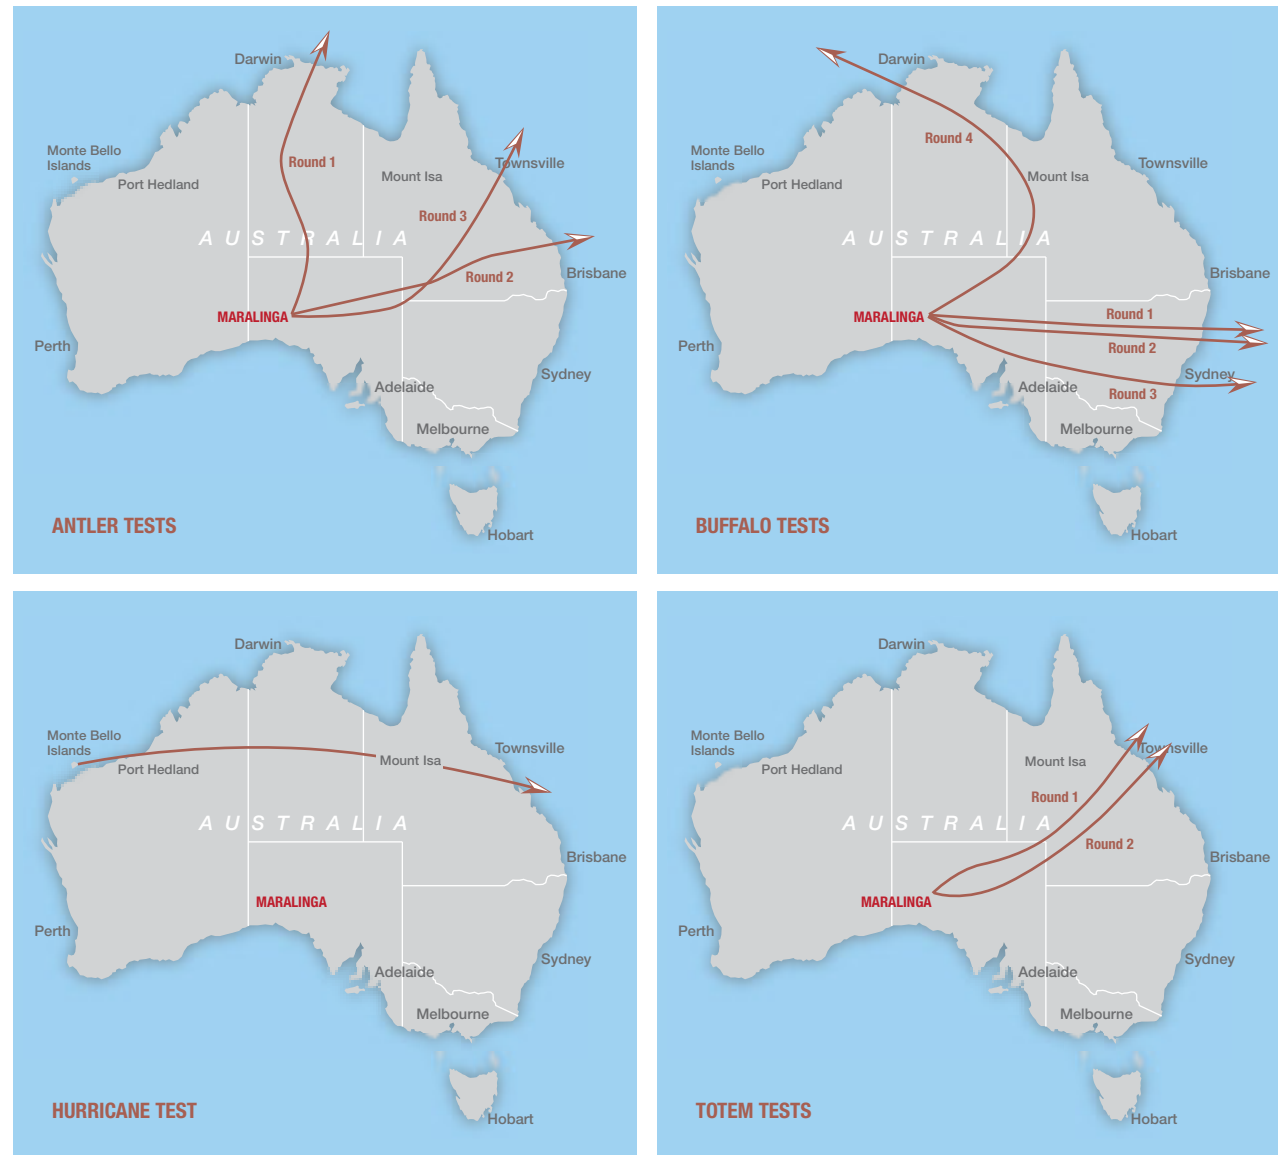 Darwin
Round 1
Monte Bello
Islands
Port Hedland
Townsville
Mount Isa
Round 3
AUSTRALIA
Brisbane
Round 2
MARALINGA
Perth
Sydney
Adelaide
Melbourne
ANTLER TESTS
Hobart
Darwin
Round 4
Monte Bello
Islands
Port Hedland
Townsville
Mount Isa
AUSTRALIA
Brisbane
MARALINGA
Round 1
Perth
Round 2
Sydney
Adelaide
Round 3
Melbourne
BUFFALO TESTS
Hobart
Darwin
Monte Bello
Islands
Port Hedland
Townsville
Mount Isa
AUSTRALIA
Brisbane
MARALINGA
Perth
Sydney
Adelaide
Melbourne
HURRICANE TEST
Hobart
Darwin
Monte Bello
Islands
Port Hedland
Townsville
Mount Isa
Round 1
AUSTRALIA
Round 2
Brisbane
MARALINGA
Perth
Sydney
Adelaide
Melbourne
TOTEM TESTS
Hobart